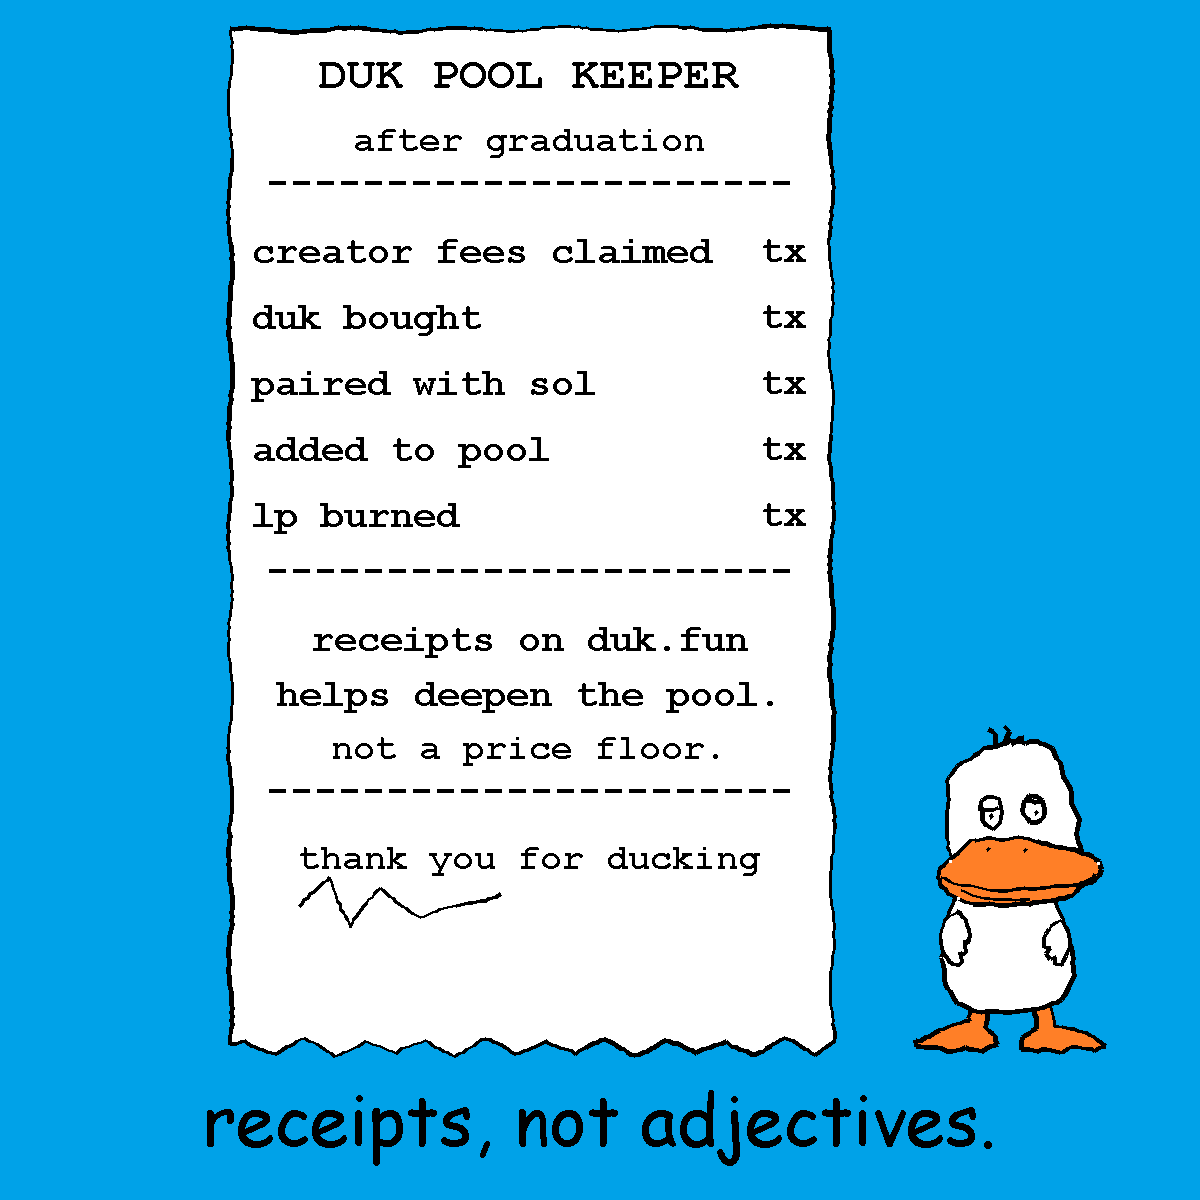 DUK POOL KEEPER
after graduation
----------------------
creator fees claimed tx
duk bought tx
paired with sol tx
added to pool tx
lp burned tx
----------------------
receipts on duk.fun
helps deepen the pool.
not a price floor.
----------------------
thank you for ducking
receipts, not adjectives.